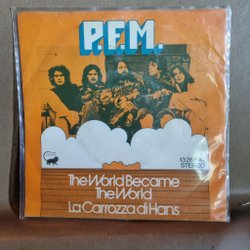 P.F.M.
STEREO
The World Became
The World
La Carrozza di Hans